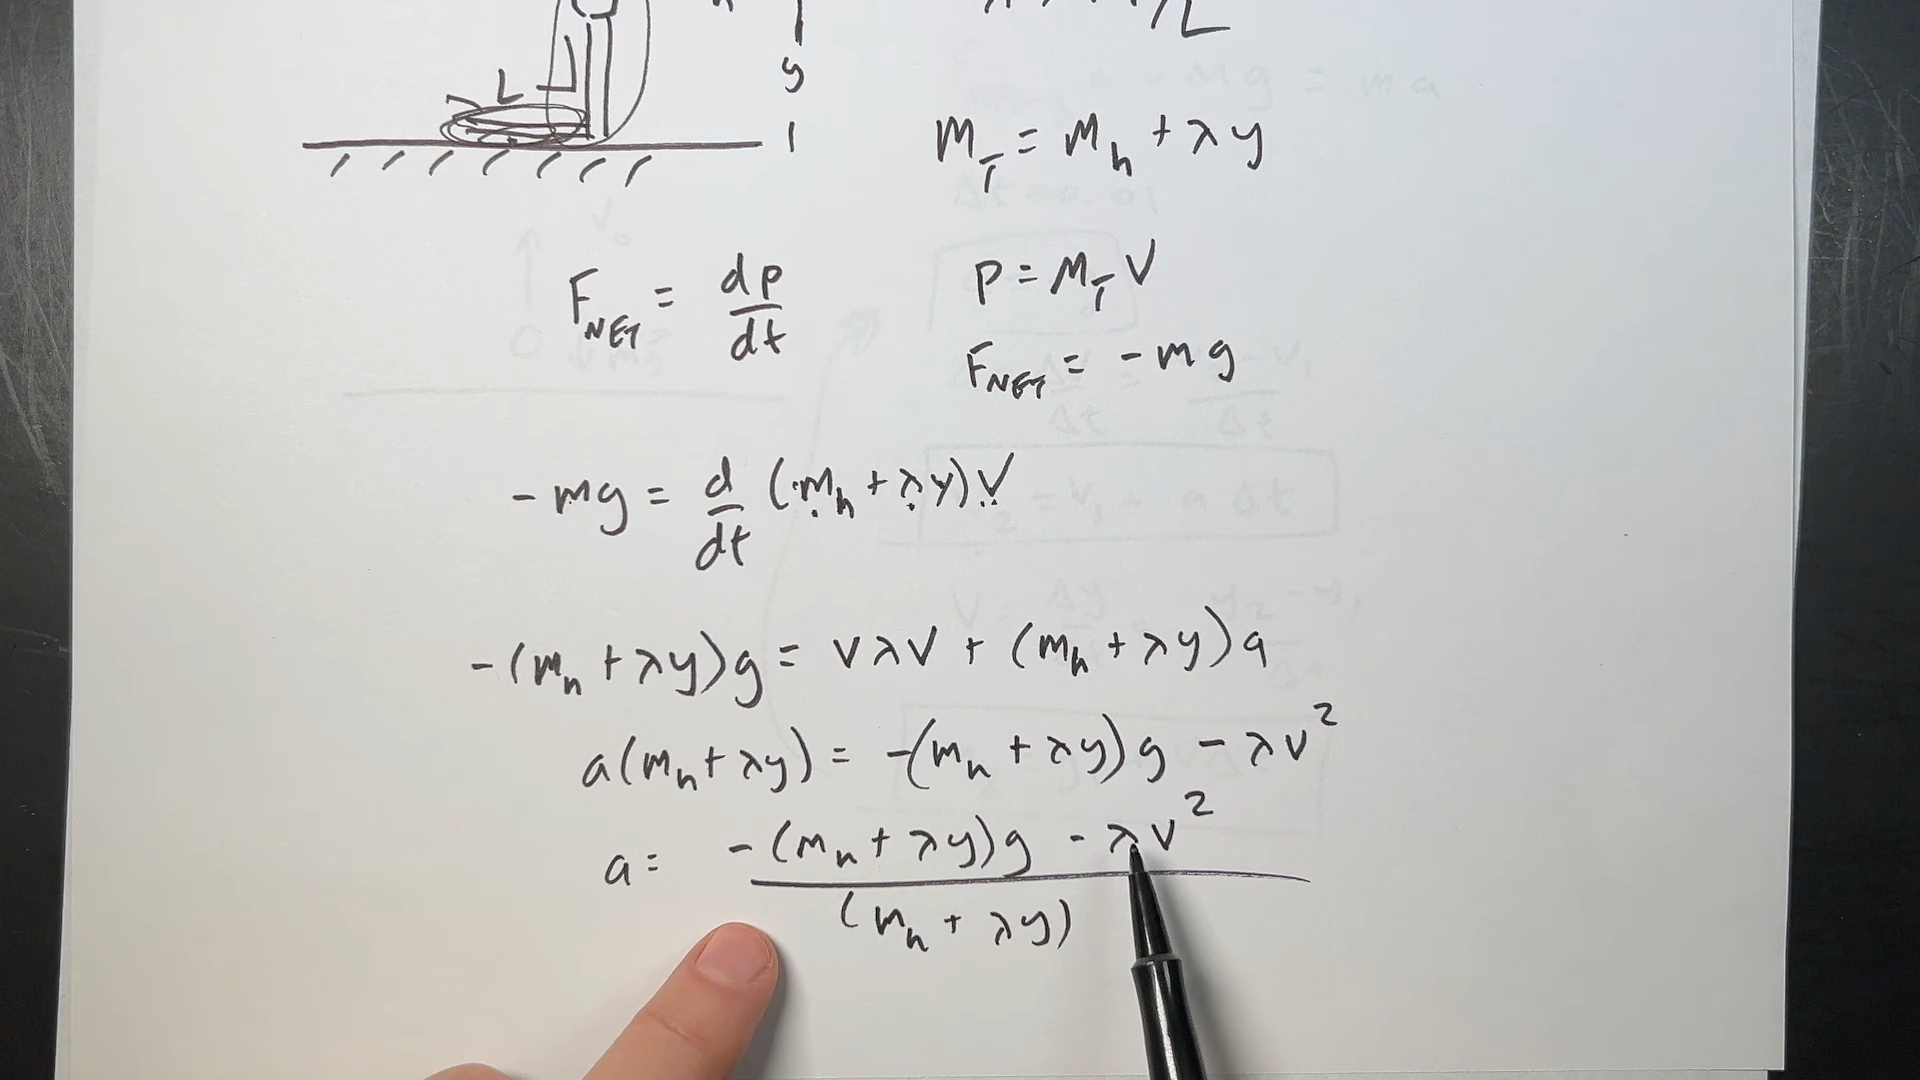 L
y
M_T = M_h + λy
F_NET = dp/dt
P = M_T V
F_NET = -mg
-mg = d/dt (m_h + λy)V
-(m_h + λy)g = vλv + (m_h + λy)a
a(m_h + λy) = -(m_h + λy)g - λv²
a = -(m_h + λy)g - λv² / (m_h + λy)